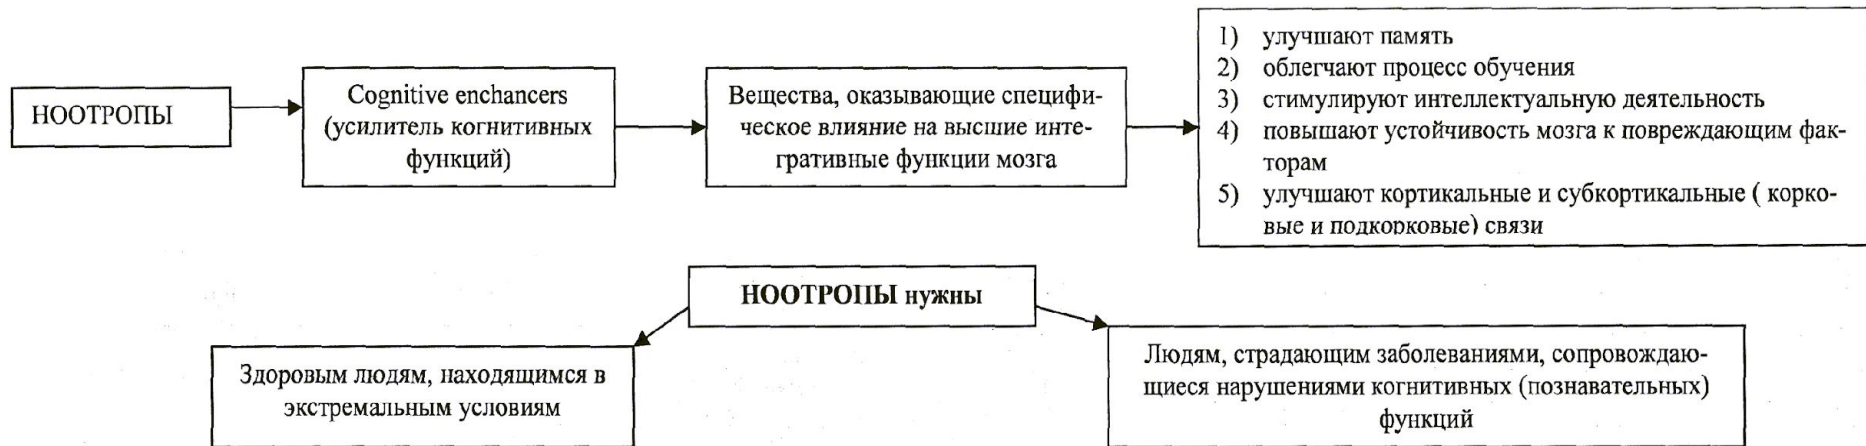 НООТРОПЫ
Cognitive enchancers
(усилитель когнитивных
функций)
Вещества, оказывающие специфи-
ческое влияние на высшие инте-
гративные функции мозга
1) улучшают память
2) облегчают процесс обучения
3) стимулируют интеллектуальную деятельность
4) повышают устойчивость мозга к повреждающим фак-
торам
5) улучшают кортикальные и субкортикальные ( корко-
вые и подкорковые) связи
НООТРОПЫ нужны
Здоровым людям, находящимся в
экстремальным условиям
Людям, страдающим заболеваниями, сопровождаю-
щиеся нарушениями когнитивных (познавательных)
функций